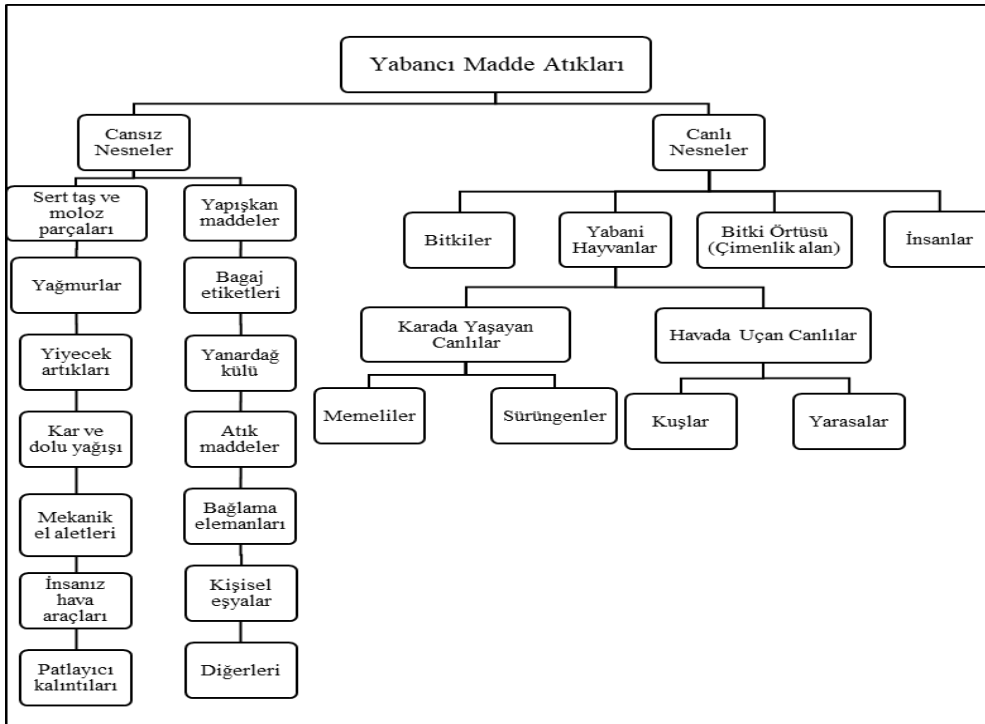 Yabancı Madde Atıkları
Cansız
Nesneler
Canlı
Nesneler
Sert taş ve
moloz
parçaları
Yapışkan
maddeler
Bitkiler
Yabani
Hayvanlar
Bitki Örtüsü
(Çimenlik alan)
İnsanlar
Yağmurlar
Bagaj
etiketleri
Karada Yaşayan
Canlılar
Havada Uçan Canlılar
Yiyecek
artıkları
Yanardağ
külü
Memeliler
Sürüngenler
Kuşlar
Yarasalar
Kar ve
dolu yağışı
Atık
maddeler
Mekanik
el aletleri
Bağlama
elemanları
İnsanız
hava
araçları
Kişisel
eşyalar
Patlayıcı
kalıntıları
Diğerleri